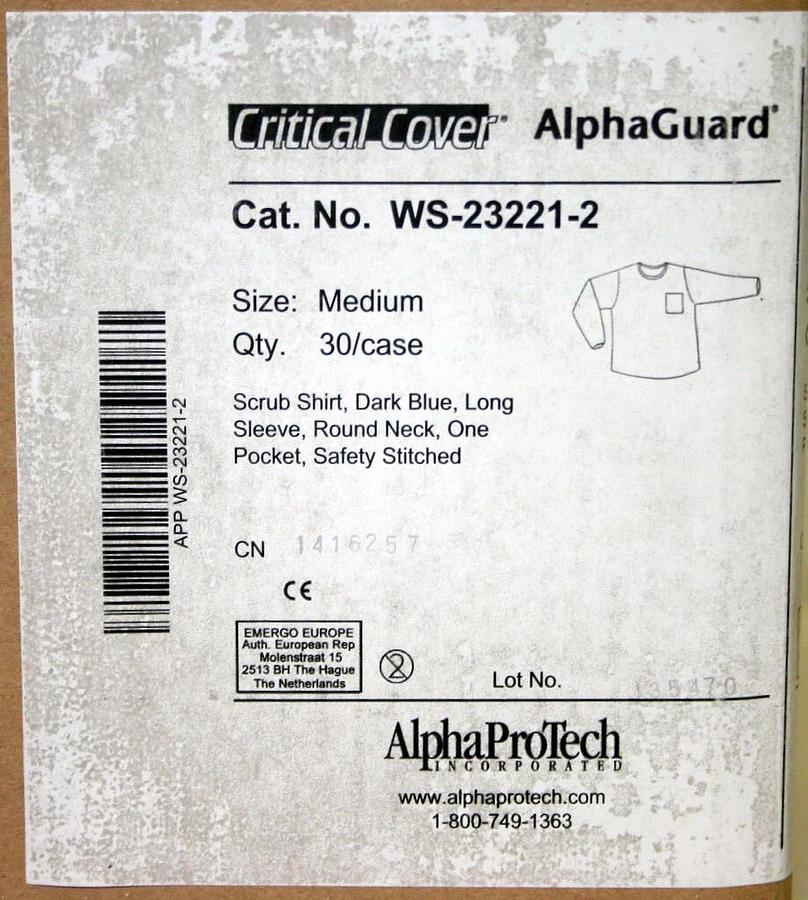 Critical Cover® AlphaGuard®
Cat. No. WS-23221-2
Size: Medium
Qty. 30/case
Scrub Shirt, Dark Blue, Long
Sleeve, Round Neck, One
Pocket, Safety Stitched
APP WS-23221-2
CN 1416257
CE
EMERGO EUROPE
Auth. European Rep
Molenstraat 15
2513 BH The Hague
The Netherlands
2
Lot No.
AlphaProTech
INCORPORATED
www.alphaprotech.com
1-800-749-1363